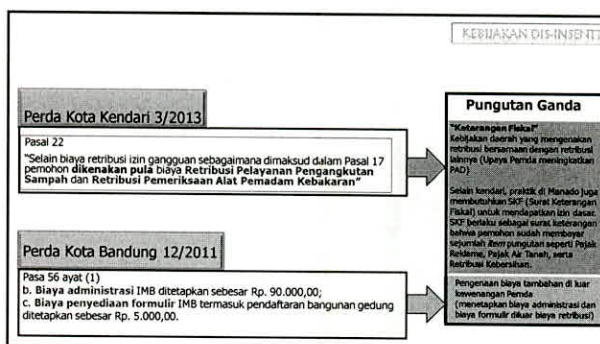 KEBIJAKAN DIS-INSENTI
Perda Kota Kendari 3/2013
Pasal 22
"Selain biaya retribusi izin gangguan sebagaimana dimaksud dalam Pasal 17
pemohon dikenakan pula biaya Retribusi Pelayanan Pengangkutan
Sampah dan Retribusi Pemeriksaan Alat Pemadam Kebakaran"
Perda Kota Bandung 12/2011
Pasa 56 ayat (1)
b. Biaya administrasi IMB ditetapkan sebesar Rp. 90.000,00;
c. Biaya penyediaan formulir IMB termasuk pendaftaran bangunan gedung
ditetapkan sebesar Rp. 5.000,00.
Pungutan Ganda
"Keterangan Fiskal"
Kebijakan daerah yang mengenakan
retribusi bersamaan dengan retribusi
lainnya (Upaya Pemda meningkatkan
PAD)
Selain kendari, praktik di Manado juga
membutuhkan SKF (Surat Keterangan
Fiskal) untuk mendapatkan izin dasar.
SKF berlaku sebagai surat keterangan
bahwa pemohon sudah membayar
sejumlah item pungutan seperti Pajak
Reklame, Pajak Air Tanah, serta
Retribusi Kebersihan.
Pengenaan biaya tambahan di luar
kewenangan Pemda
(menetapkan biaya administrasi dan
biaya formulir diluar biaya retribusi)